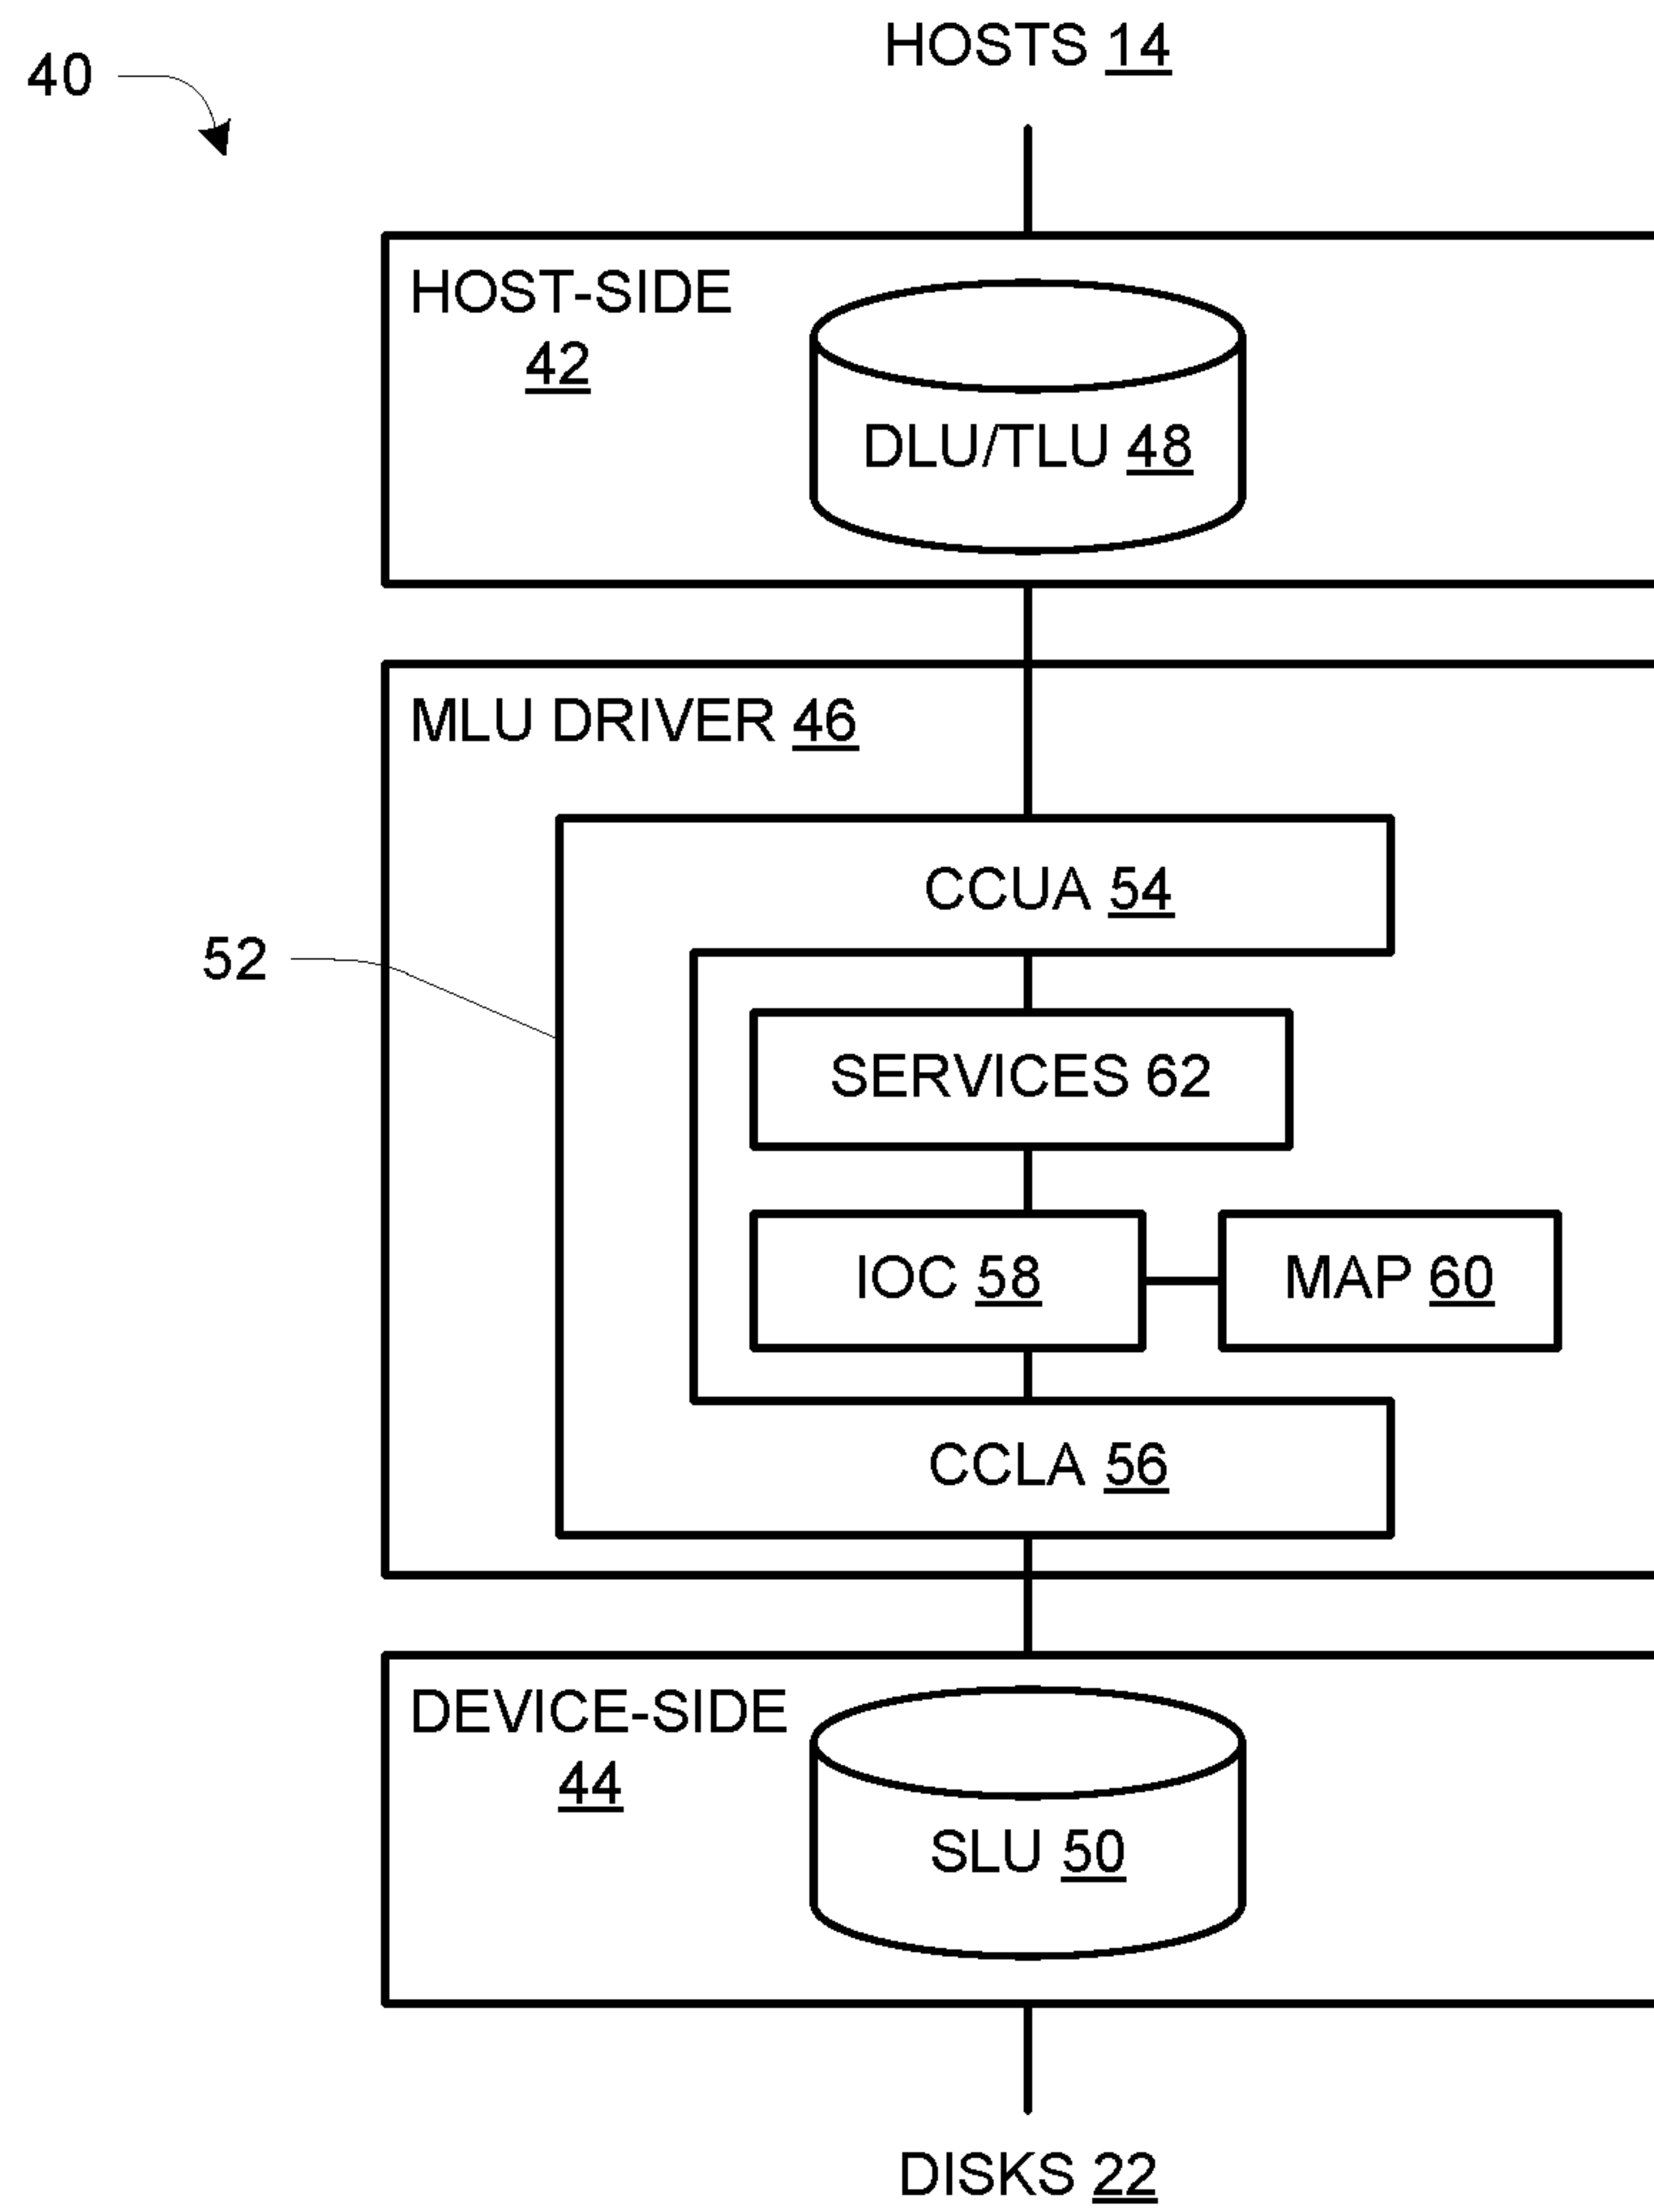 HOSTS 14
40
HOST-SIDE
42
DLU/TLU 48
MLU DRIVER 46
CCUA 54
52
SERVICES 62
IOC 58
MAP 60
CCLA 56
DEVICE-SIDE
44
SLU 50
DISKS 22